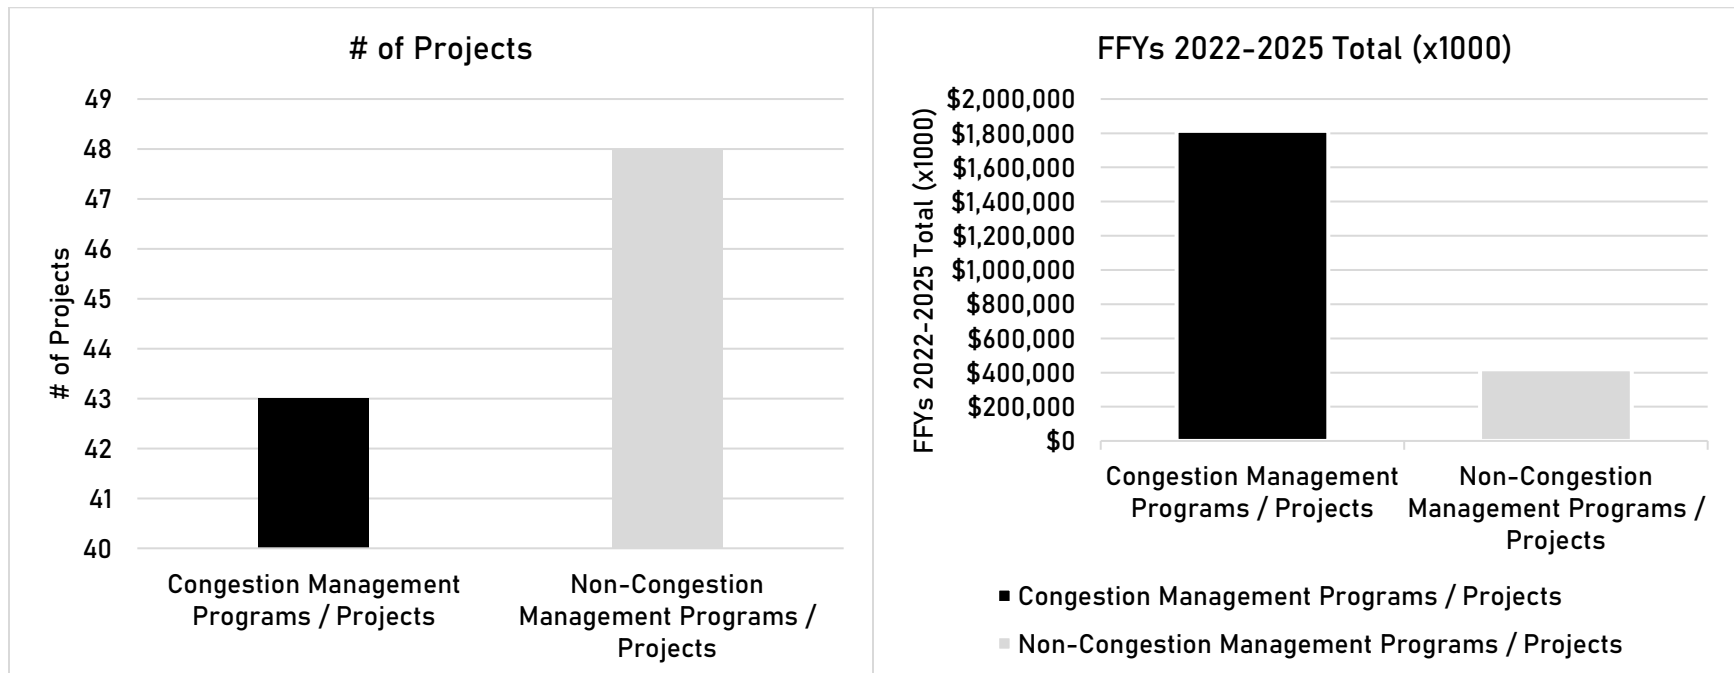 # of Projects
# of Projects
49
48
47
46
45
44
43
42
41
40
Congestion Management
Programs / Projects
Non-Congestion
Management Programs /
Projects
FFYs 2022-2025 Total (x1000)
FFYs 2022-2025 Total (x1000)
$2,000,000
$1,800,000
$1,600,000
$1,400,000
$1,200,000
$1,000,000
$800,000
$600,000
$400,000
$200,000
$0
Congestion Management
Programs / Projects
Non-Congestion
Management Programs /
Projects
Congestion Management Programs / Projects
Non-Congestion Management Programs / Projects